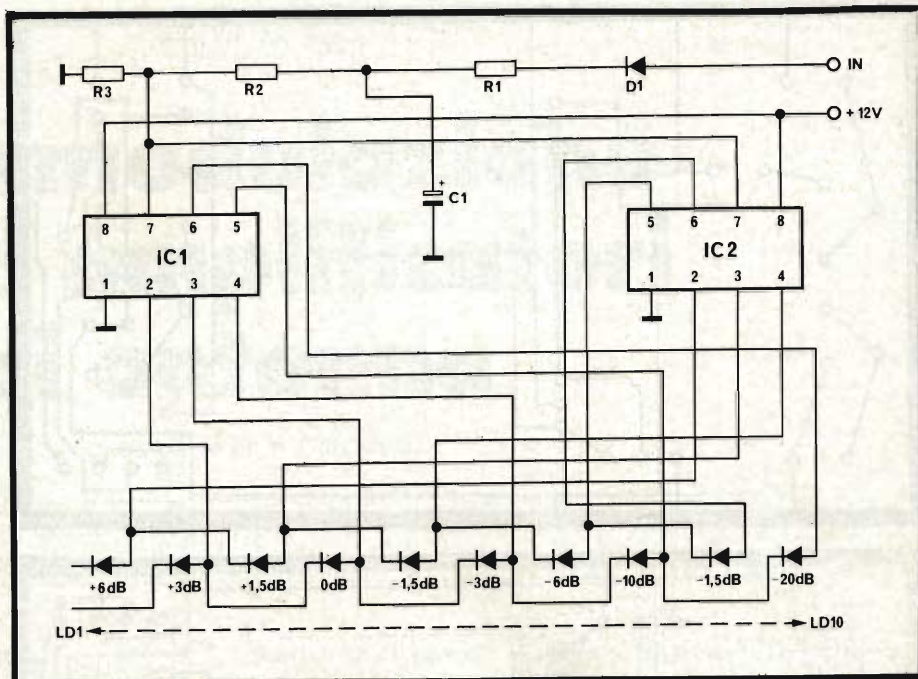 IN
R3
R2
R1
D1
+ 12V
+
C1
8 7 6 5
IC1
1 2 3 4
5 6 7 8
IC2
1 2 3 4
+6dB
+3dB
+1,5dB
0dB
-1,5dB
-3dB
-6dB
-10dB
-1,5dB
-20dB
LD1
LD10